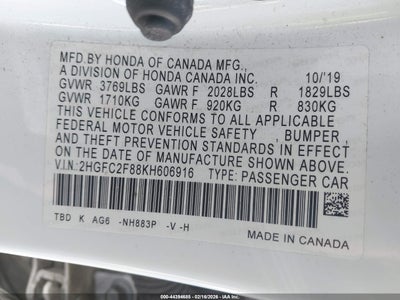 MFD.BY HONDA OF CANADA MFG.,
A DIVISION OF HONDA CANADA INC. 10/'19
GVWR 3769LBS GAWR F 2028LBS R 1829LBS
GVWR 1710KG GAWR F 920KG R 830KG
THIS VEHICLE CONFORMS TO ALL APPLICABLE
FEDERAL MOTOR VEHICLE SAFETY , BUMPER ,
AND THEFT PREVENTION STANDARDS IN EFFECT
ON THE DATE OF MANUFACTURE SHOWN ABOVE.
V.I.N:2HGFC2F88KH606916 TYPE: PASSENGER CAR
TBD K AG6 -NH883P -V -H
MADE IN CANADA
000-44394685 - 02/18/2026 - IAA Inc.